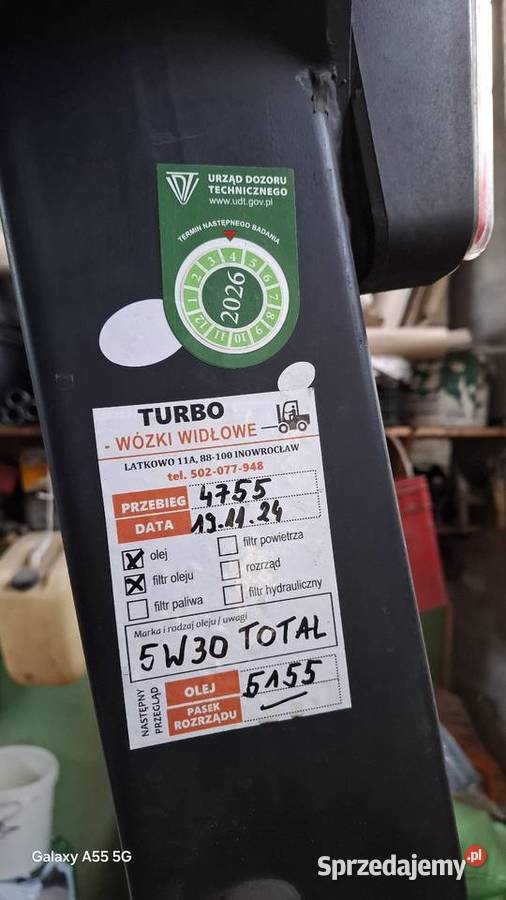 UDT
URZĄD DOZORU
TECHNICZNEGO
www.udt.gov.pl
TERMIN NASTĘPNEGO BADANIA
1 2 3 4 5 6 7 8 9 10 11 12
2026
TURBO
- WÓZKI WIDŁOWE
LATKOWO 11A, 88-100 INOWROCŁAW
tel. 502-077-948
PRZEBIEG 4755
DATA 19.11.24
olej
filtr oleju
filtr paliwa
filtr powietrza
rozrząd
filtr hydrauliczny
Marka i rodzaj oleju / uwagi
5W30 TOTAL
NASTĘPNY
PRZEGLĄD
OLEJ 5155
PASEK
ROZRZĄDU
Galaxy A55 5G
Sprzedajemy.pl